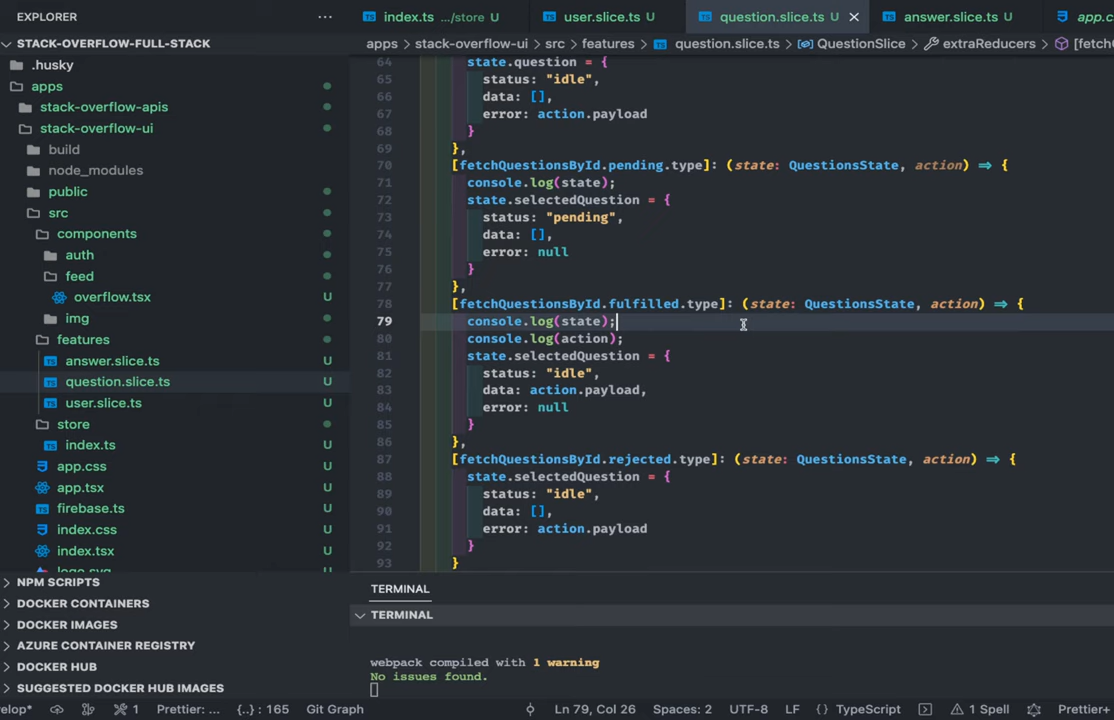 EXPLORER
index.ts .../store U
user.slice.ts U
question.slice.ts U
answer.slice.ts U
app.c
STACK-OVERFLOW-FULL-STACK
apps > stack-overflow-ui > src > features > question.slice.ts > QuestionSlice > extraReducers > [fetch
.husky
apps
stack-overflow-apis
stack-overflow-ui
build
node_modules
public
src
components
auth
feed
overflow.tsx U
img
features
answer.slice.ts U
question.slice.ts U
user.slice.ts U
store
index.ts U
app.css U
app.tsx U
firebase.ts U
index.css U
index.tsx U
logo.svg
NPM SCRIPTS
DOCKER CONTAINERS
DOCKER IMAGES
AZURE CONTAINER REGISTRY
DOCKER HUB
SUGGESTED DOCKER HUB IMAGES
64 state.question = {
65 status: "idle",
66 data: [],
67 error: action.payload
68 }
69 },
70 [fetchQuestionsById.pending.type]: (state: QuestionsState, action) => {
71 console.log(state);
72 state.selectedQuestion = {
73 status: "pending",
74 data: [],
75 error: null
76 }
77 },
78 [fetchQuestionsById.fulfilled.type]: (state: QuestionsState, action) => {
79 console.log(state);
80 console.log(action);
81 state.selectedQuestion = {
82 status: "idle",
83 data: action.payload,
84 error: null
85 }
86 },
87 [fetchQuestionsById.rejected.type]: (state: QuestionsState, action) => {
88 state.selectedQuestion = {
89 status: "idle",
90 data: [],
91 error: action.payload
92 }
93 }
TERMINAL
TERMINAL
webpack compiled with 1 warning
No issues found.
velop* 1 Prettier: ... {..} : 165 Git Graph Ln 79, Col 26 Spaces: 2 UTF-8 LF {} TypeScript 1 Spell Prettier+